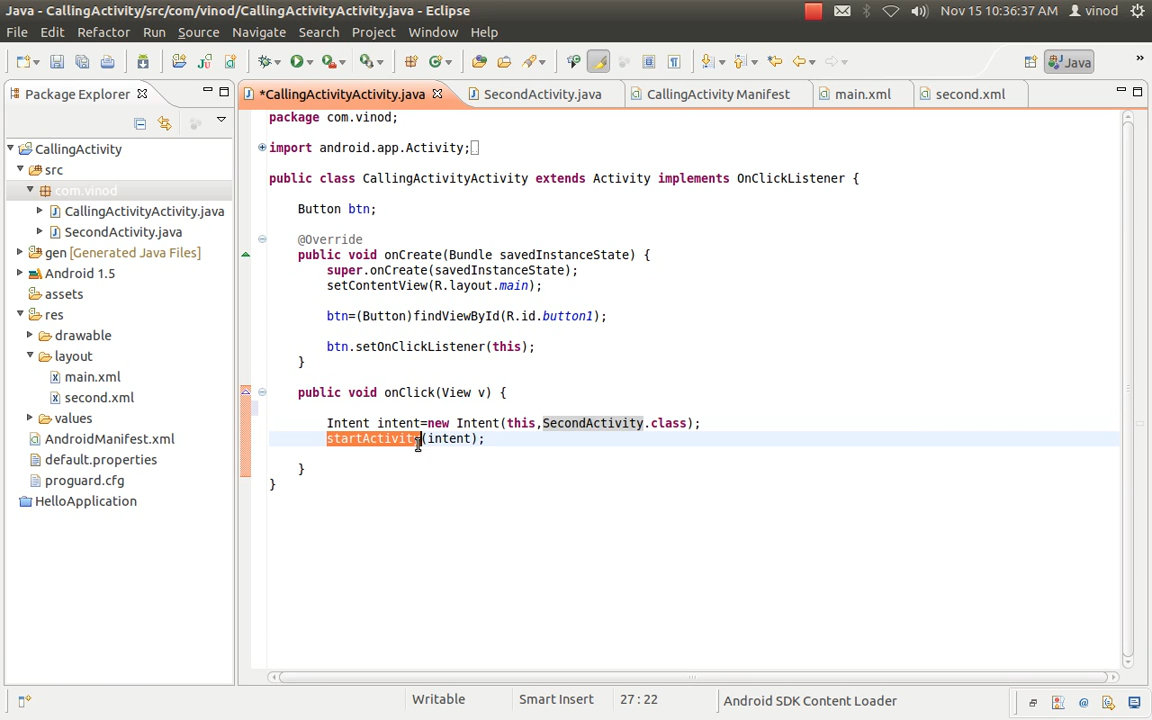 Java - CallingActivity/src/com/vinod/CallingActivityActivity.java - Eclipse
Nov 15 10:36:37 AM
vinod
File Edit Refactor Run Source Navigate Search Project Window Help
Java
»
Package Explorer
*CallingActivityActivity.java
SecondActivity.java
CallingActivity Manifest
main.xml
second.xml
CallingActivity
src
com.vinod
CallingActivityActivity.java
SecondActivity.java
gen [Generated Java Files]
Android 1.5
assets
res
drawable
layout
main.xml
second.xml
values
AndroidManifest.xml
default.properties
proguard.cfg
HelloApplication
package com.vinod;
import android.app.Activity;
public class CallingActivityActivity extends Activity implements OnClickListener {
Button btn;
@Override
public void onCreate(Bundle savedInstanceState) {
super.onCreate(savedInstanceState);
setContentView(R.layout.main);
btn=(Button)findViewById(R.id.button1);
btn.setOnClickListener(this);
}
public void onClick(View v) {
Intent intent=new Intent(this,SecondActivity.class);
startActivity(intent);
}
}
Writable
Smart Insert
27 : 22
Android SDK Content Loader